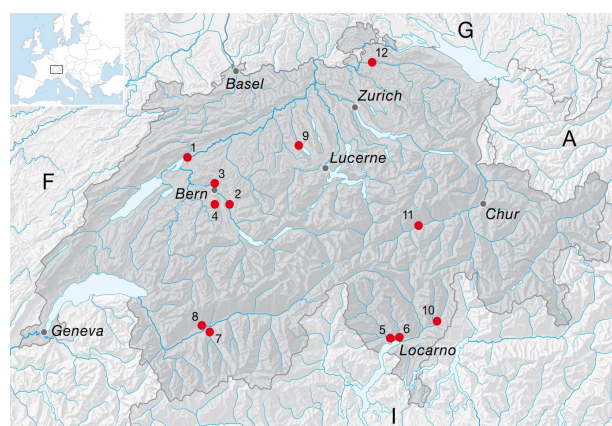 G
12
Basel
Zurich
A
9
1
Lucerne
F
3
Bern
2
4
Chur
11
10
8
7
5
6
Geneva
Locarno
I